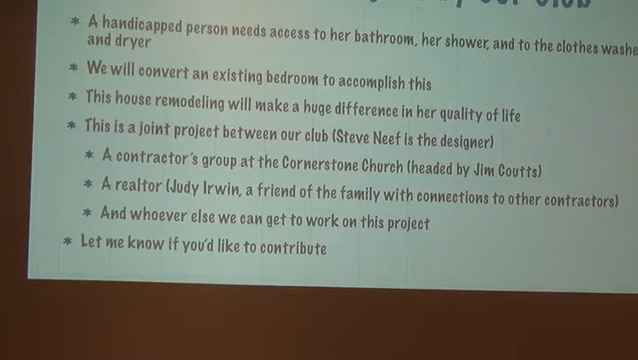 Club
* A handicapped person needs access to her bathroom, her shower, and to the clothes washe
and dryer
* We will convert an existing bedroom to accomplish this
* This house remodeling will make a huge difference in her quality of life
* This is a joint project between our club (Steve Neef is the designer)
* A contractor's group at the Cornerstone Church (headed by Jim Coutts)
* A realtor (Judy Irwin, a friend of the family with connections to other contractors)
* And whoever else we can get to work on this project
* Let me know if you'd like to contribute